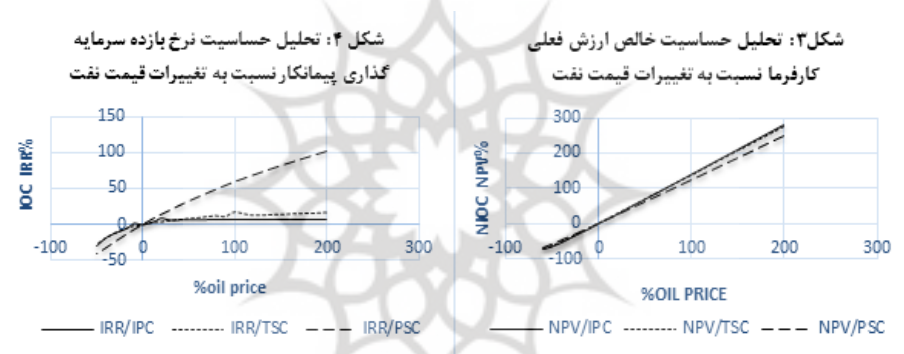 شکل۳: تحلیل حساسیت خالص ارزش فعلی
کارفرما نسبت به تغییرات قیمت نفت
300
200
100
0
-100
-100
0
100
200
300
NIOC NPV%
%OIL PRICE
NPV/IPC
NPV/TSC
NPV/PSC
شکل ۴: تحلیل حساسیت نرخ بازده سرمایه
گذاری پیمانکار نسبت به تغییرات قیمت نفت
150
100
50
0
-50
-100
0
100
200
300
IOC IRR%
%oil price
IRR/IPC
IRR/TSC
IRR/PSC